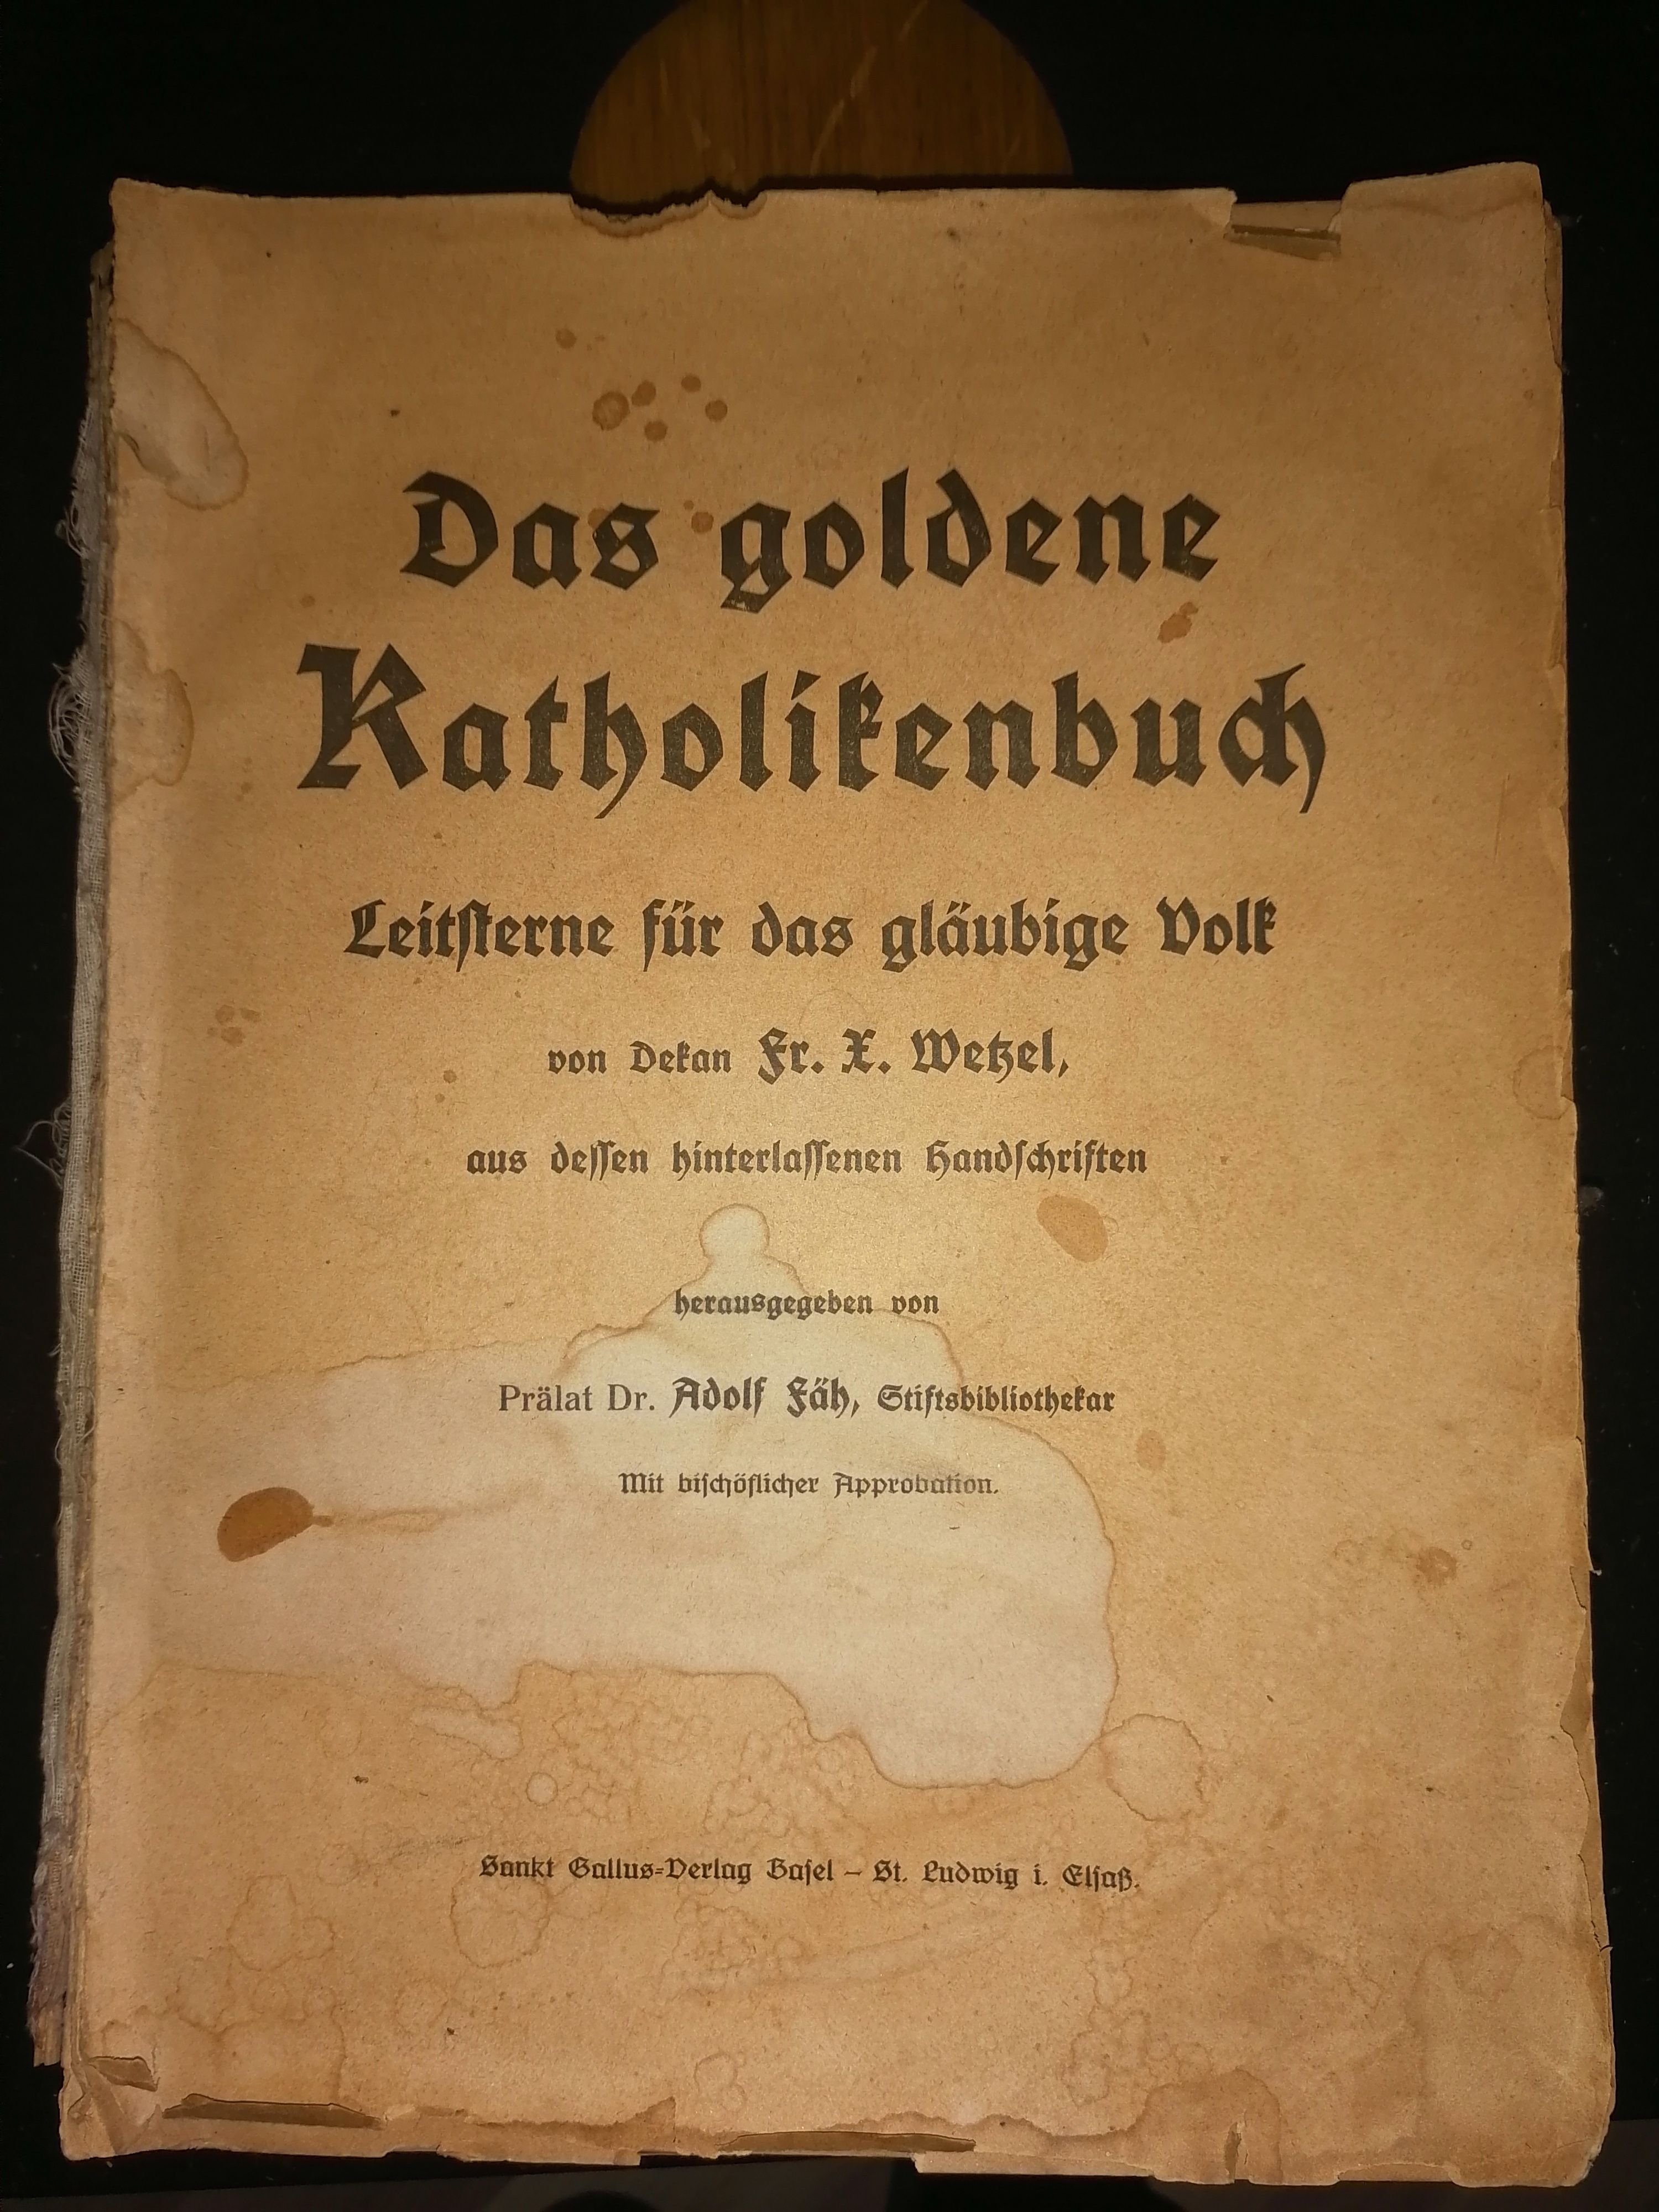 Das goldene
Katholikenbuch
Leitſterne für das gläubige Volk
von Dekan Fr. X. Wetzel,
aus deſſen hinterlaſſenen Handſchriften
herausgegeben von
Prälat Dr. Adolf Fäh, Stiftsbibliothekar
Mit biſchöflicher Approbation.
Sankt Gallus-Verlag Baſel – St. Ludwig i. Elſaß.